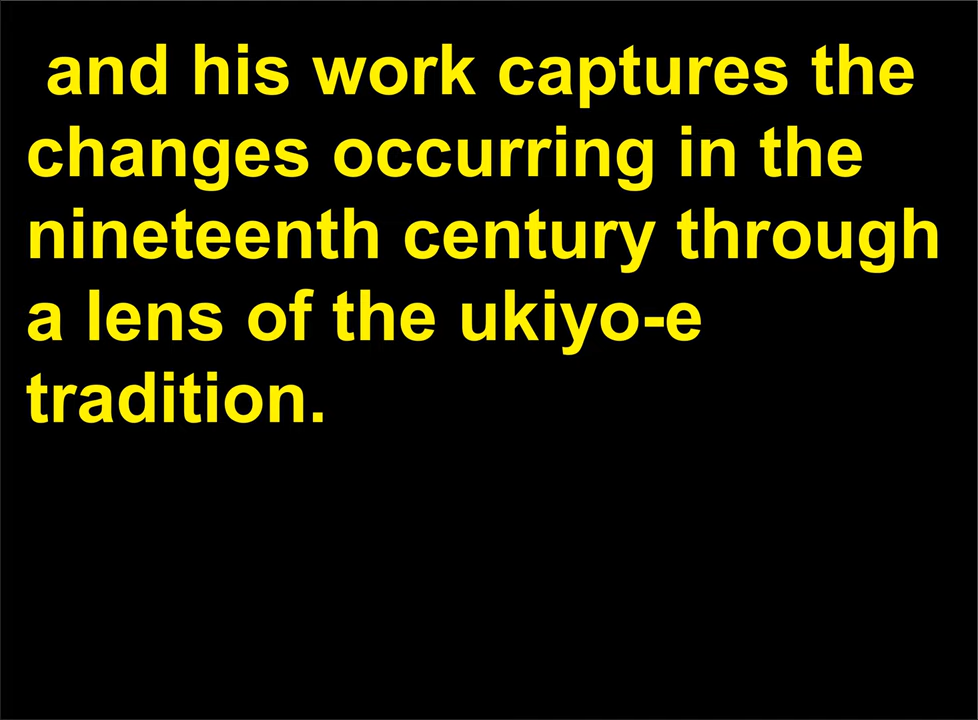 and his work captures the
changes occurring in the
nineteenth century through
a lens of the ukiyo-e
tradition.